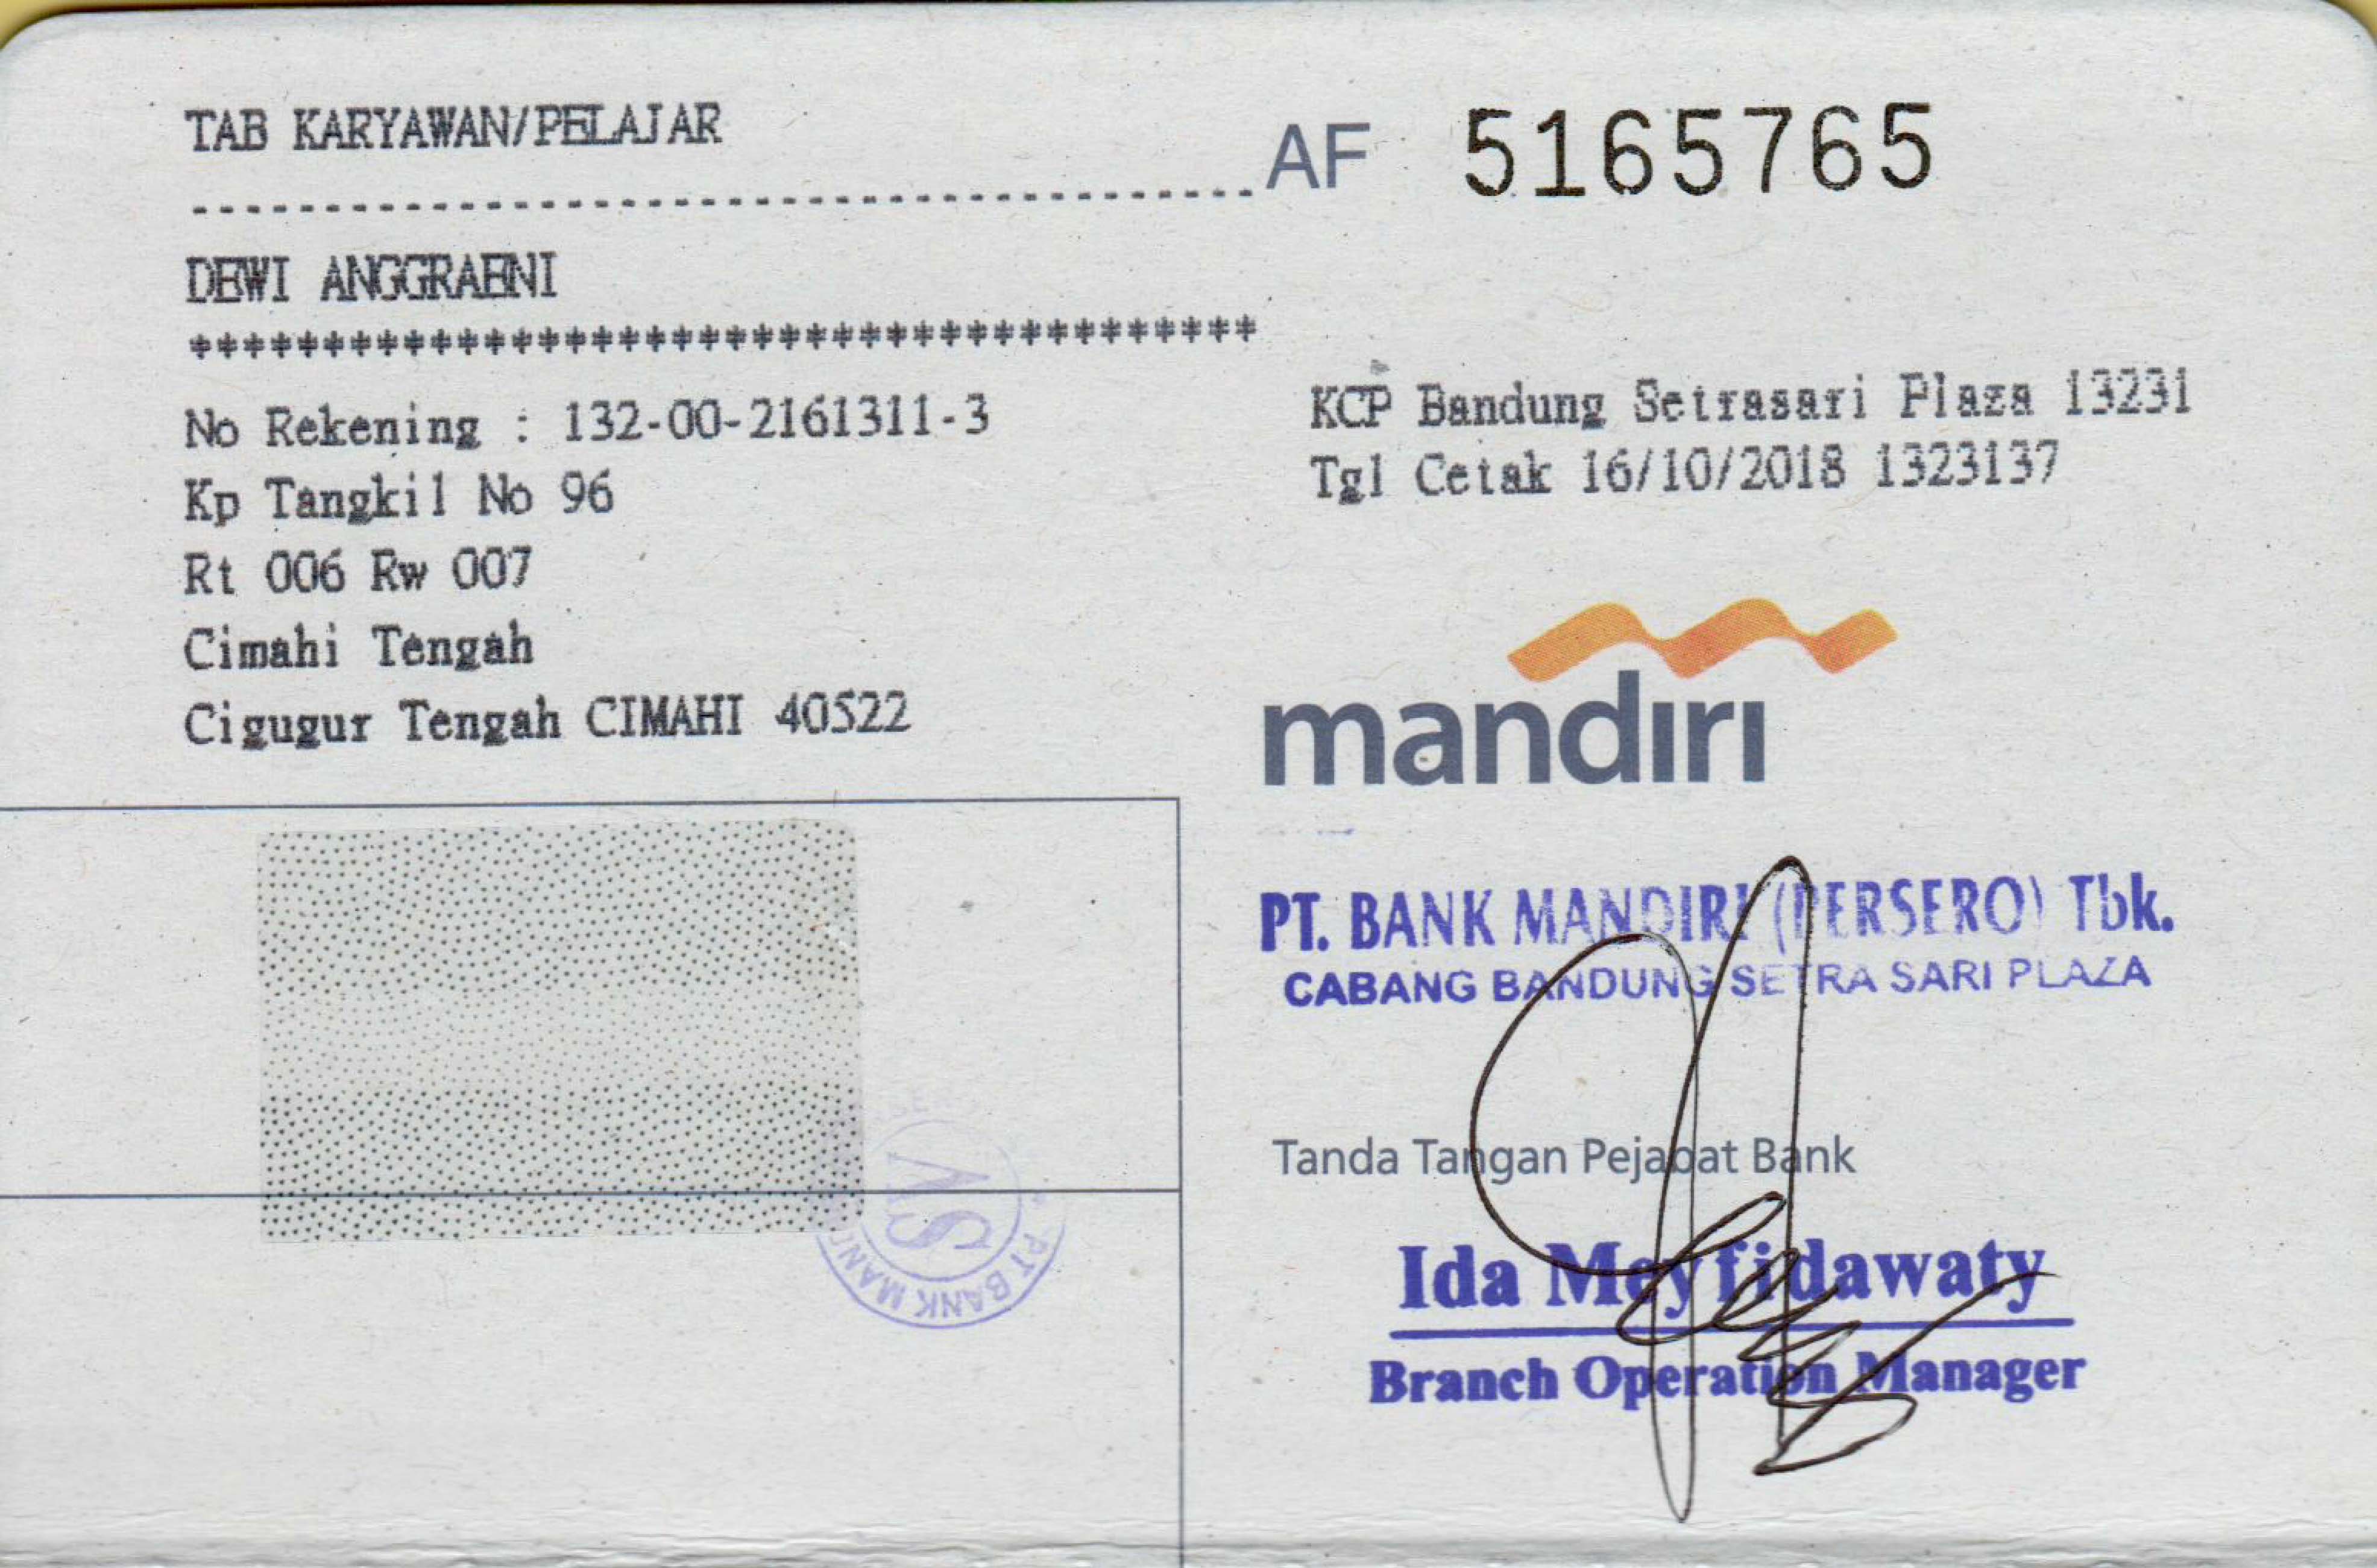 TAB KARYAWAN/PELAJAR
AF 5165765
----------------------------------------
DEWI ANGGRAENI
****************************************
No Rekening : 132-00-2161311-3
Kp Tangkil No 96
Rt 006 Rw 007
Cimahi Tengah
Cigugur Tengah CIMAHI 40522
KCP Bandung Setrasari Plaza 13231
Tgl Cetak 16/10/2018 1323137
mandiri
PT. BANK MANDIRI (PERSERO) Tbk.
CABANG BANDUNG SETRA SARI PLAZA
Tanda Tangan Pejabat Bank
Ida Meyfidawaty
Branch Operation Manager
PT BANK MAND